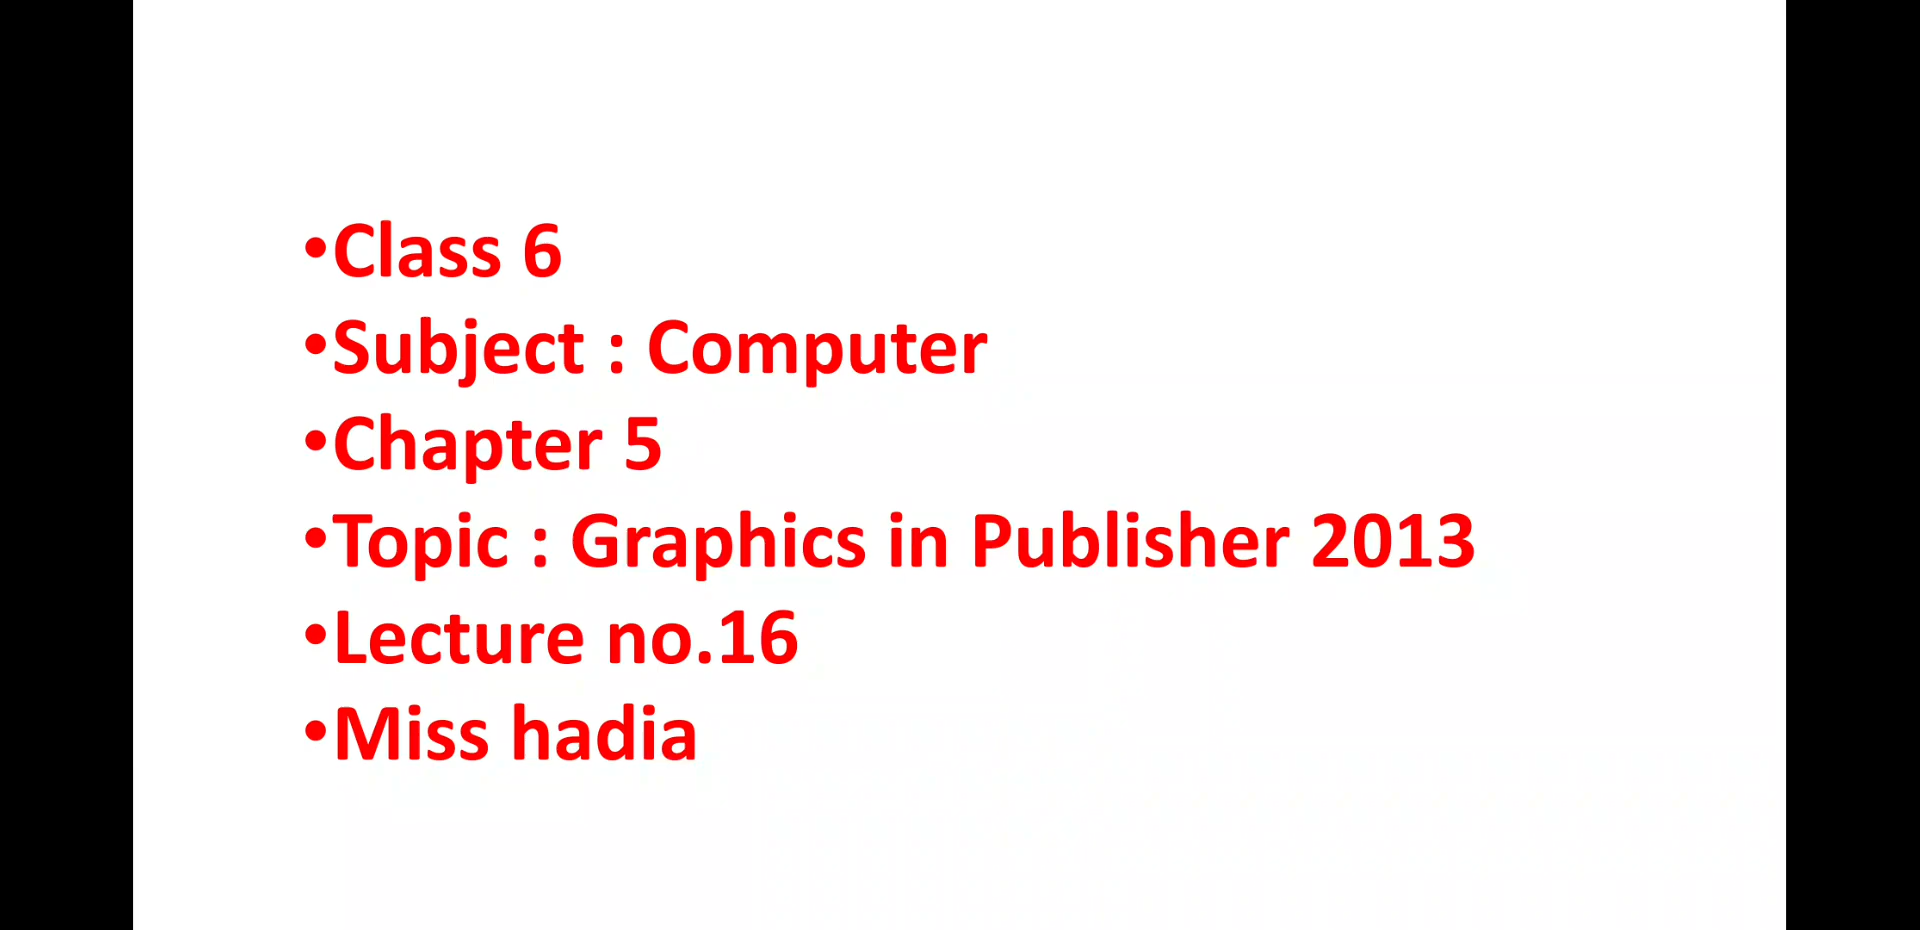 •Class 6
•Subject : Computer
•Chapter 5
•Topic : Graphics in Publisher 2013
•Lecture no.16
•Miss hadia